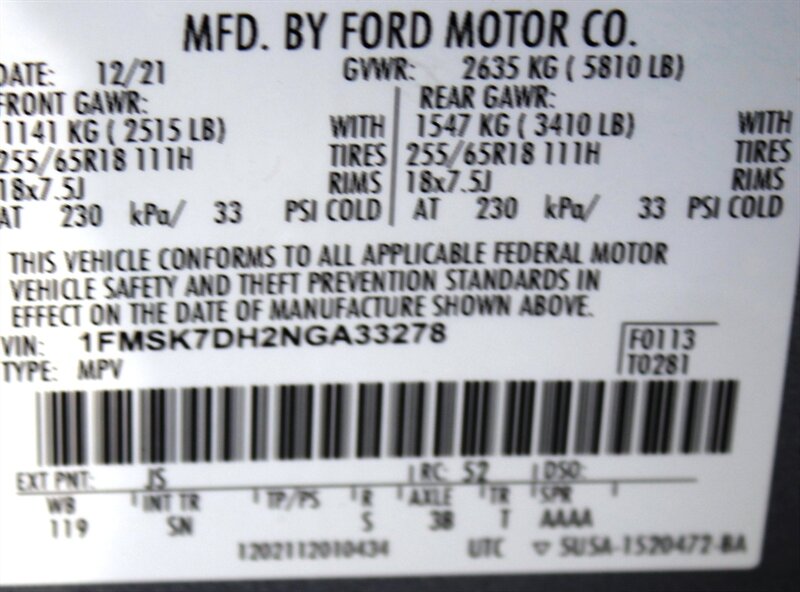 MFD. BY FORD MOTOR CO.
DATE: 12/21 GVWR: 2635 KG ( 5810 LB)
FRONT GAWR: REAR GAWR:
1141 KG ( 2515 LB) WITH 1547 KG ( 3410 LB) WITH
255/65R18 111H TIRES 255/65R18 111H TIRES
18x7.5J RIMS 18x7.5J RIMS
AT 230 kPa/ 33 PSI COLD AT 230 kPa/ 33 PSI COLD
THIS VEHICLE CONFORMS TO ALL APPLICABLE FEDERAL MOTOR
VEHICLE SAFETY AND THEFT PREVENTION STANDARDS IN
EFFECT ON THE DATE OF MANUFACTURE SHOWN ABOVE.
VIN: 1FMSK7DH2NGA33278 F0113
TYPE: MPV T0281
EXT PNT: JS RC: 52 DSO:
WB INT TR TP/PS R AXLE TR SPR
119 SN S 3B T AAAA
1202112010434 UTC ▽ SUSA-1520472-BA